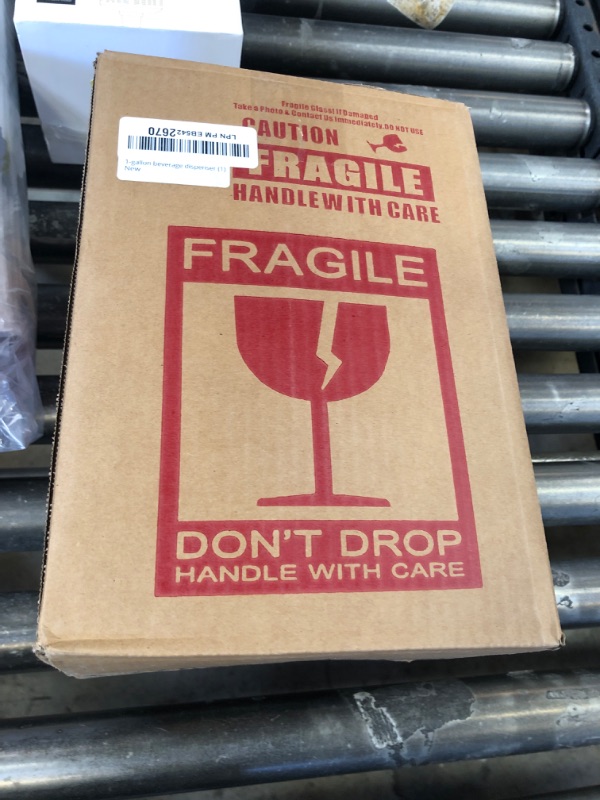 Fragile Glass! If Damaged
Take a Photo & Contact Us Immediately, DO NOT USE
CAUTION
FRAGILE
HANDLE WITH CARE
LPN PM EB5422670
1-gallon beverage dispenser (1)
New
FRAGILE
DON'T DROP
HANDLE WITH CARE